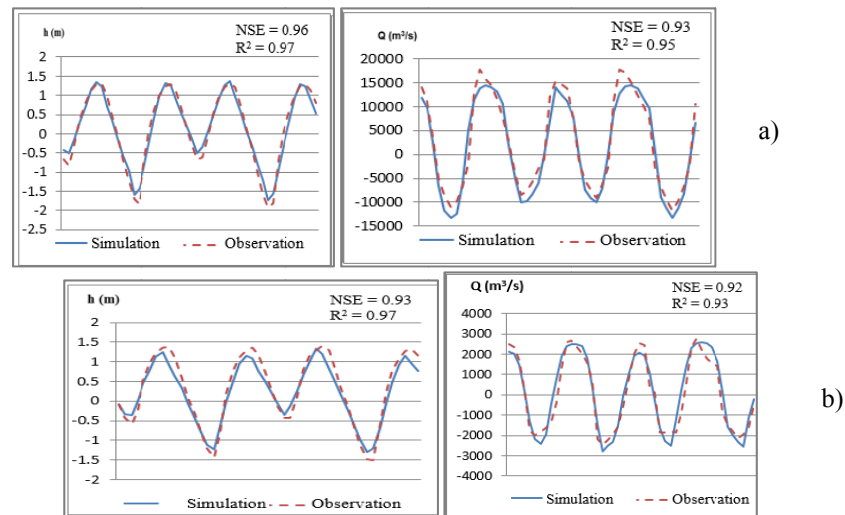 h (m)
NSE = 0.96
R² = 0.97
2
1.5
1
0.5
0
-0.5
-1
-1.5
-2
-2.5
Simulation
Observation
Q (m³/s)
NSE = 0.93
R² = 0.95
20000
15000
10000
5000
0
-5000
-10000
-15000
Simulation
Observation
a)
h (m)
NSE = 0.93
R² = 0.97
2
1.5
1
0.5
0
-0.5
-1
-1.5
-2
Simulation
Observation
Q (m³/s)
NSE = 0.92
R² = 0.93
4000
3000
2000
1000
0
-1000
-2000
-3000
-4000
Simulation
Observation
b)